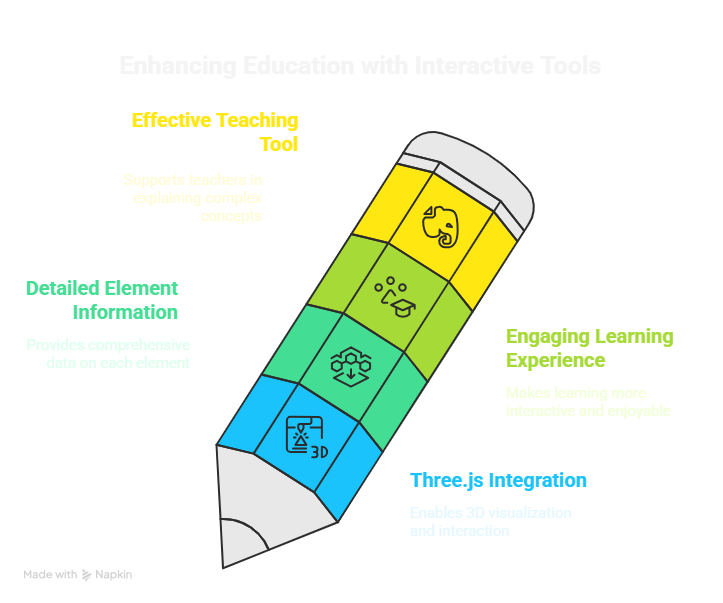 Enhancing Education with Interactive Tools
Effective Teaching
Tool
Supports teachers in
explaining complex
concepts
Detailed Element
Information
Provides comprehensive
data on each element
Engaging Learning
Experience
Makes learning more
interactive and enjoyable
3D
Three.js Integration
Enables 3D visualization
and interaction
Made with Napkin